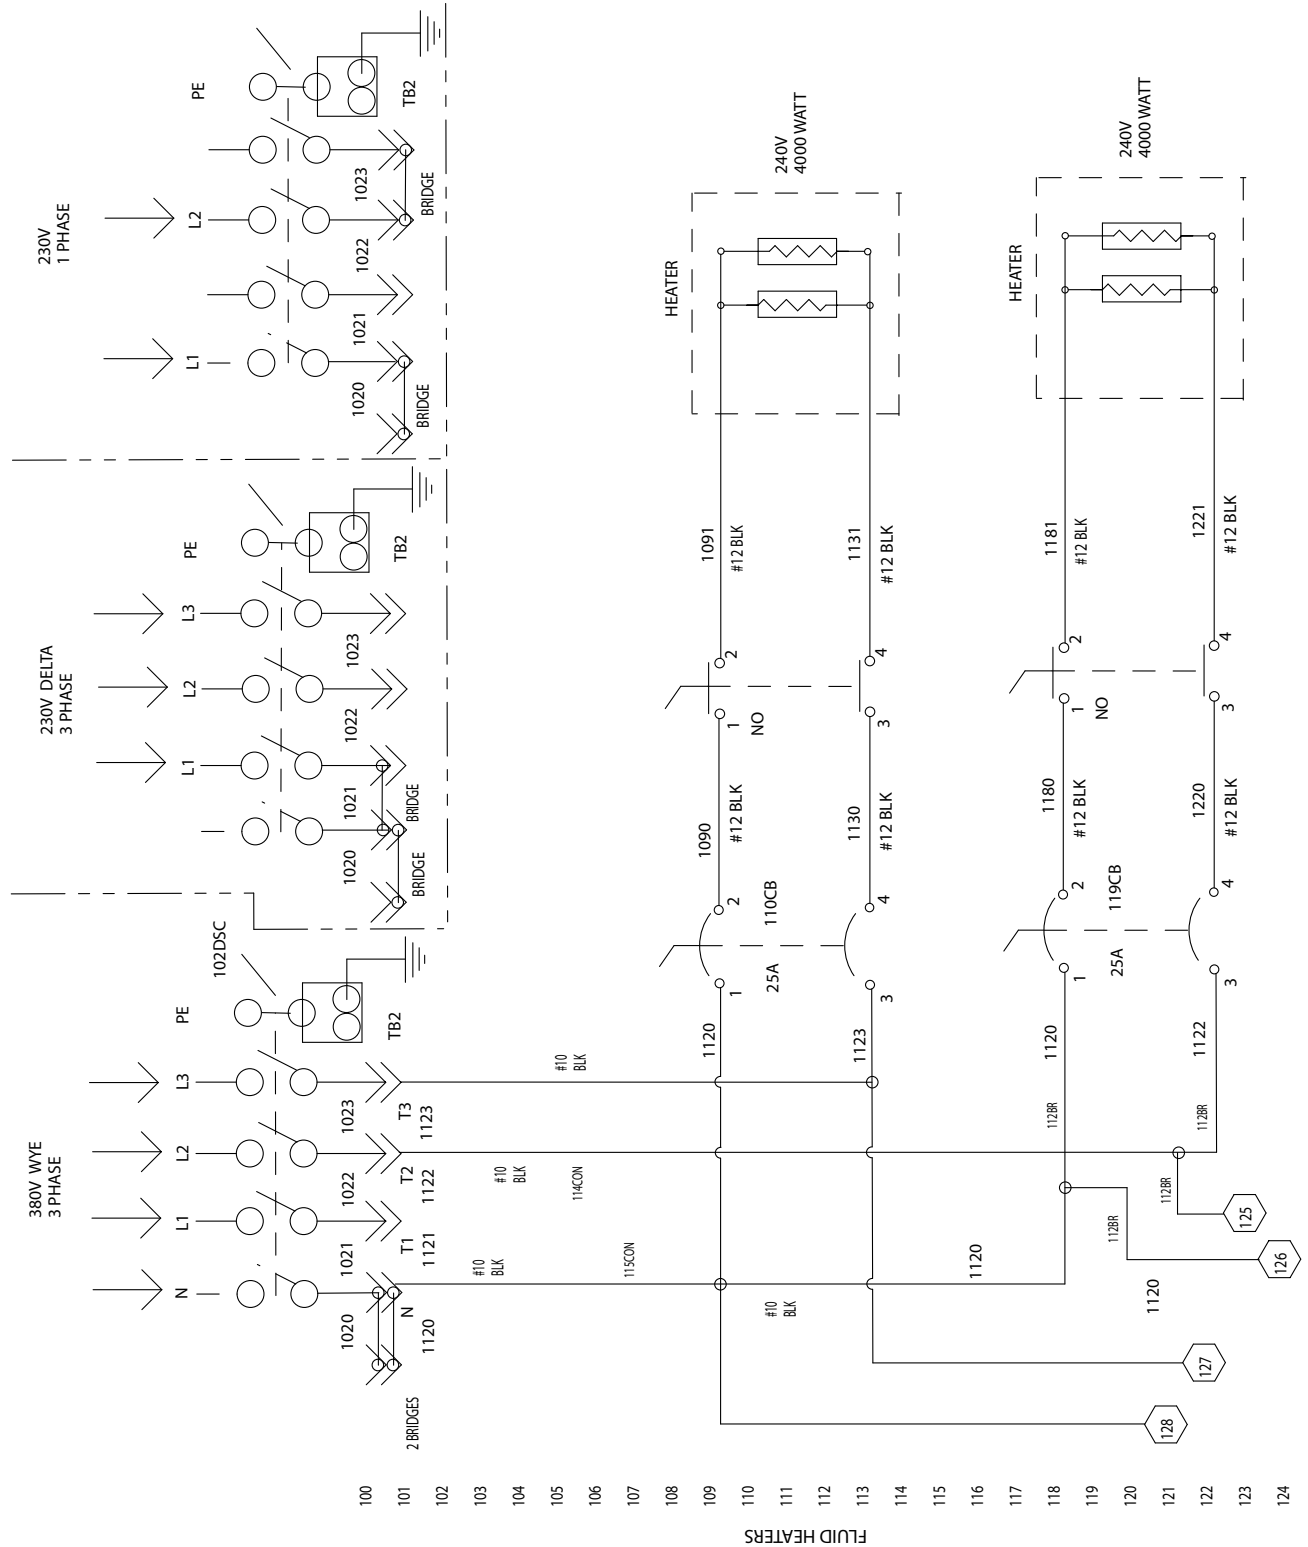 380V WYE
3 PHASE
N
L1
L2
L3
PE
102DSC
1020
1021
1022
1023
TB2
2 BRIDGES
N
1120
T1
1121
T2
1122
T3
1123
230V DELTA
3 PHASE
L1
L2
L3
PE
1020
1021
1022
1023
TB2
BRIDGE
BRIDGE
230V
1 PHASE
L1
L2
PE
1020
1021
1022
1023
TB2
BRIDGE
BRIDGE
#10
BLK
#10
BLK
#10
BLK
115CON
114CON
#10
BLK
1120
1
2
25A
110CB
1090
#12 BLK
1
NO
2
1091
#12 BLK
HEATER
240V
4000 WATT
1123
3
4
1130
#12 BLK
3
4
1131
#12 BLK
1120
1120
112BR
1120
1
2
25A
119CB
1180
#12 BLK
1
NO
2
1181
#12 BLK
HEATER
240V
4000 WATT
112BR
112BR
112BR
1122
3
4
1220
#12 BLK
3
4
1221
#12 BLK
125
126
127
128
100
101
102
103
104
105
106
107
108
109
110
111
112
113
114
115
116
117
118
119
120
121
122
123
124
FLUID HEATERS